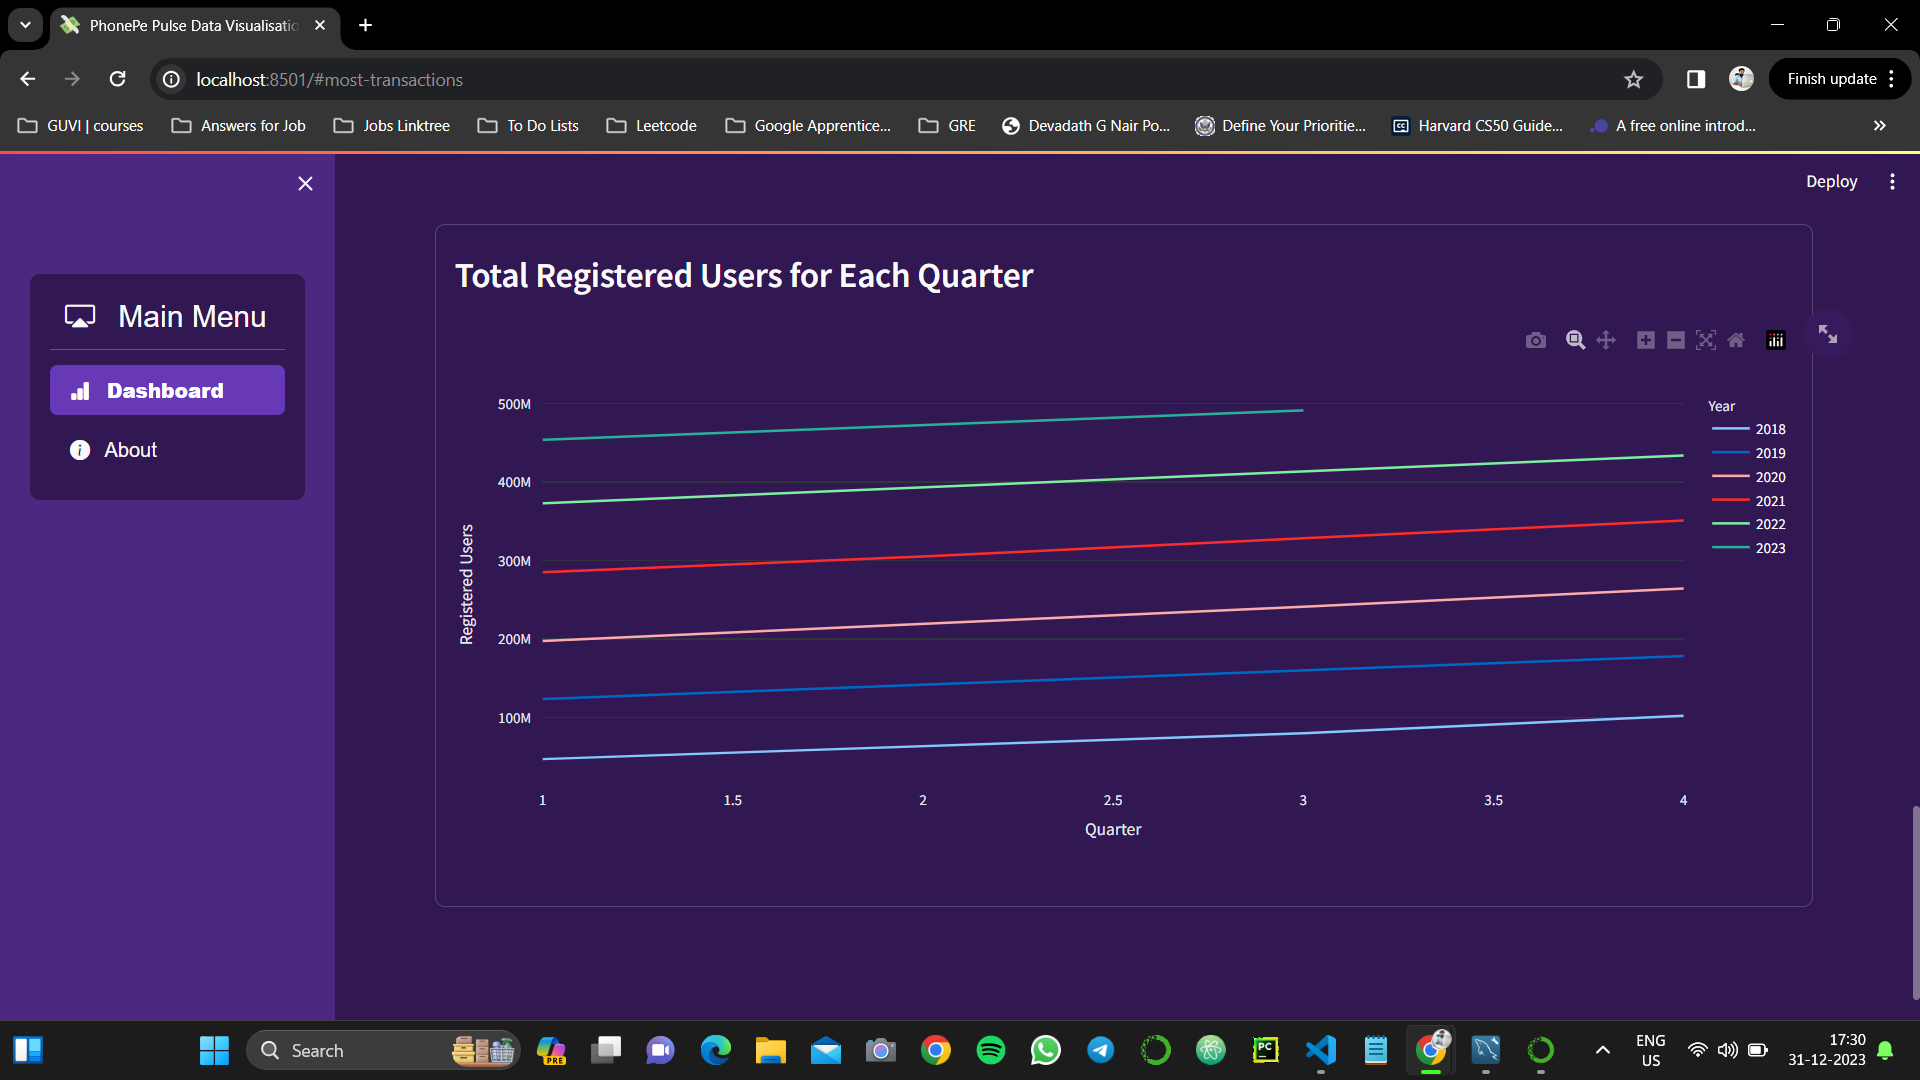 PhonePe Pulse Data Visualisatio
localhost:8501/#most-transactions
Finish update
GUVI | courses
Answers for Job
Jobs Linktree
To Do Lists
Leetcode
Google Apprentice...
GRE
Devadath G Nair Po...
Define Your Prioritie...
Harvard CS50 Guide...
A free online introd...
Deploy
Main Menu
Dashboard
About
Total Registered Users for Each Quarter
Registered Users
500M
400M
300M
200M
100M
1
1.5
2
2.5
3
3.5
4
Quarter
Year
2018
2019
2020
2021
2022
2023
Search
PRE
PC
ENG
US
17:30
31-12-2023